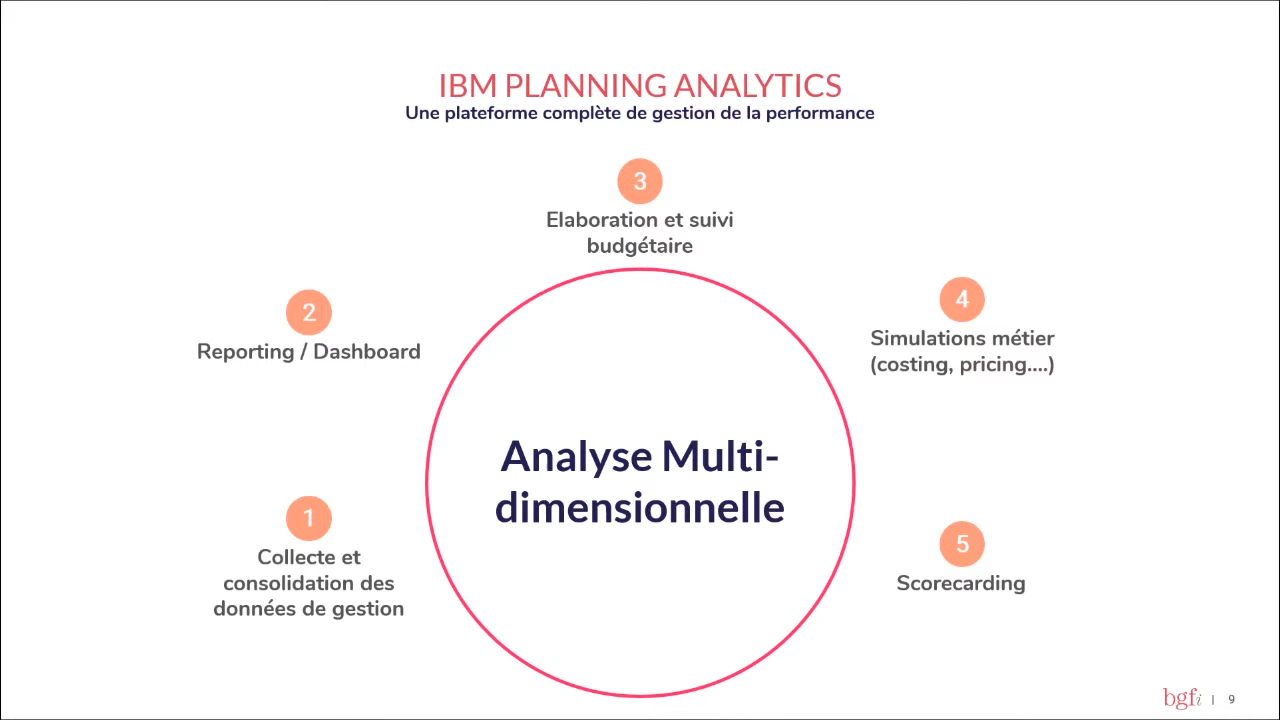 IBM PLANNING ANALYTICS
Une plateforme complète de gestion de la performance
3
Elaboration et suivi
budgétaire
2
Reporting / Dashboard
4
Simulations métier
(costing, pricing....)
Analyse Multi-
dimensionnelle
1
Collecte et
consolidation des
données de gestion
5
Scorecarding
bgfi | 9